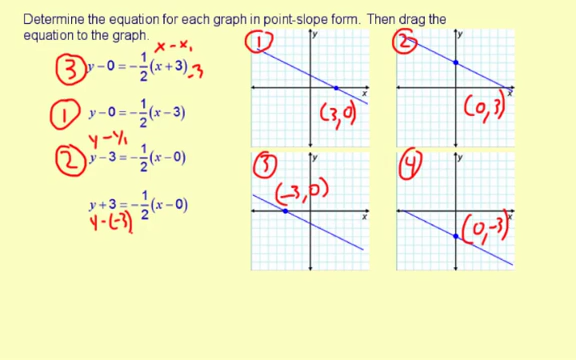 Determine the equation for each graph in point-slope form. Then drag the
equation to the graph.
x - x₁
③ y − 0 = −1/2(x + 3) -3
① y − 0 = −1/2(x − 3)
y - y₁
② y − 3 = −1/2(x − 0)
y + 3 = −1/2(x − 0)
y - (-3)
① y x (3,0)
② y x (0,3)
③ y x (-3,0)
④ y x (0,-3)